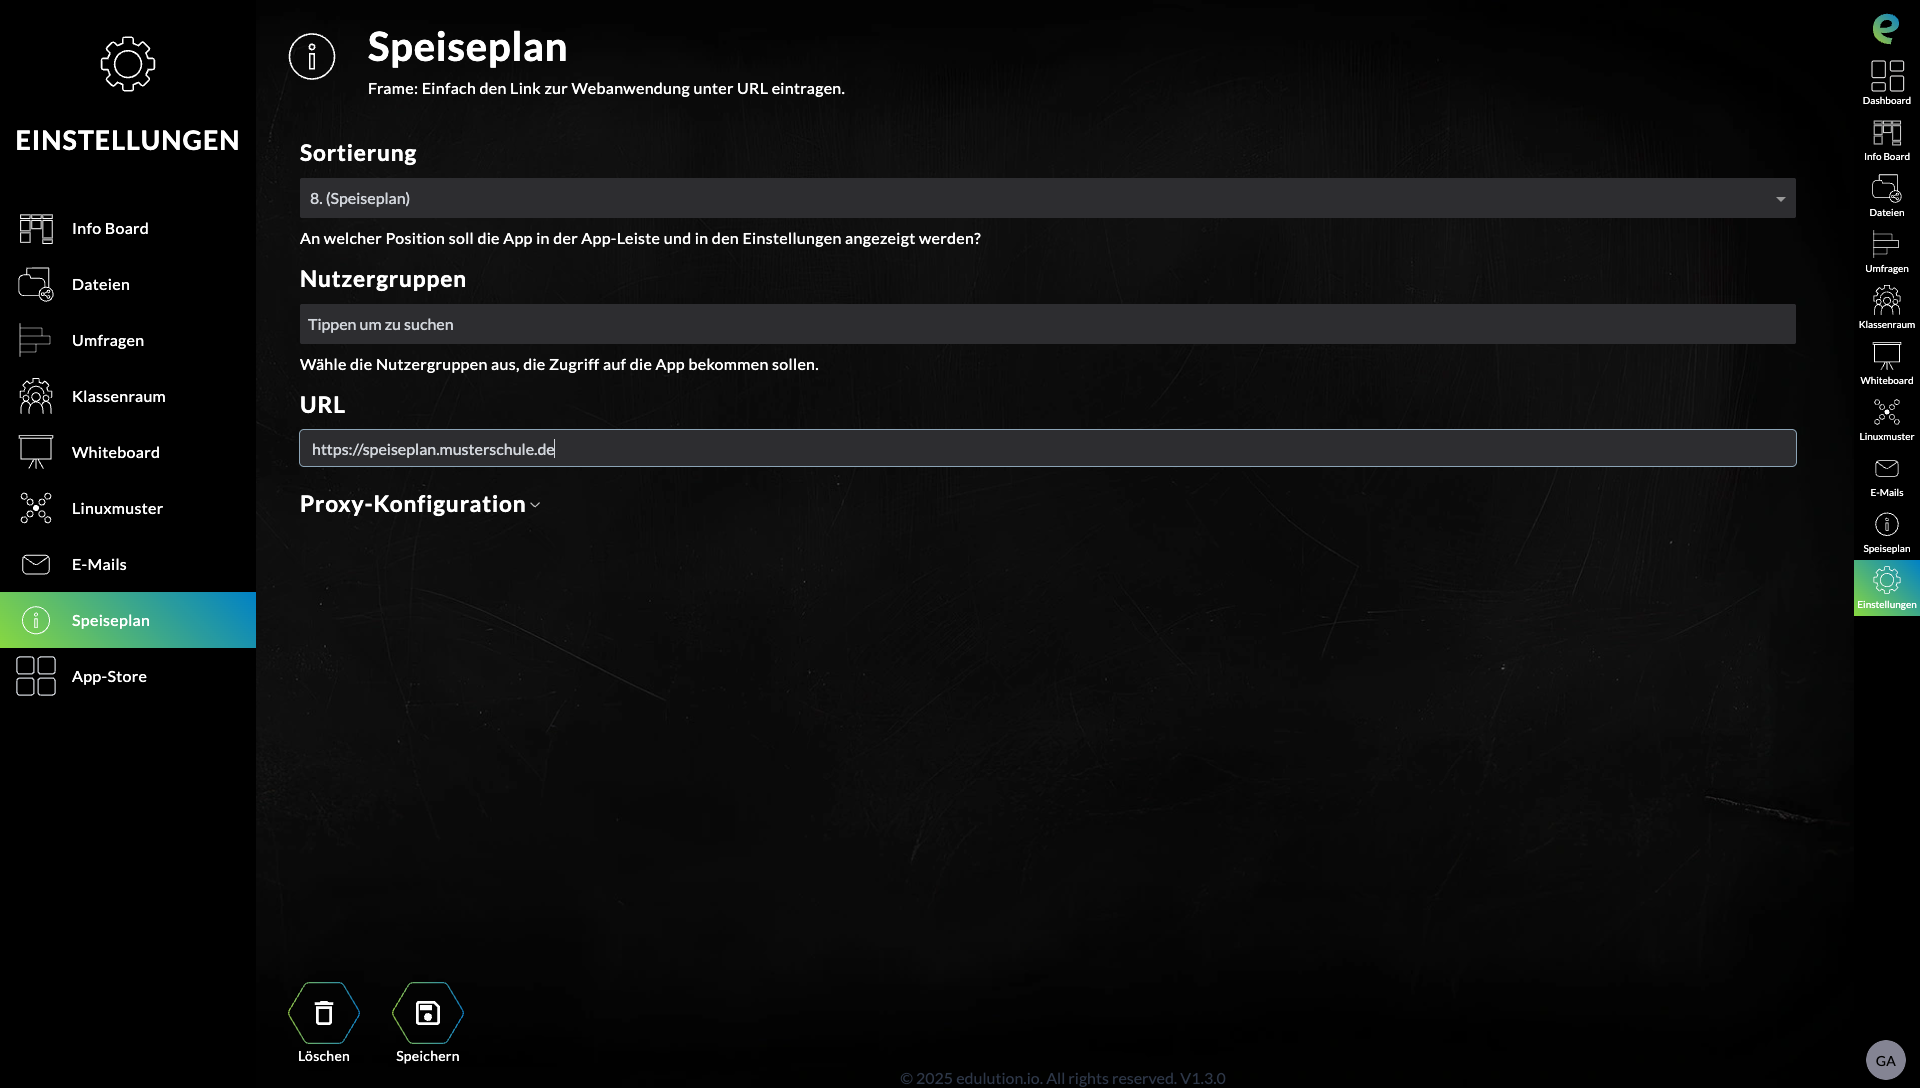 EINSTELLUNGEN
Info Board
Dateien
Umfragen
Klassenraum
Whiteboard
Linuxmuster
E-Mails
Speiseplan
App-Store
Speiseplan
Frame: Einfach den Link zur Webanwendung unter URL eintragen.
Sortierung
8. (Speiseplan)
An welcher Position soll die App in der App-Leiste und in den Einstellungen angezeigt werden?
Nutzergruppen
Tippen um zu suchen
Wähle die Nutzergruppen aus, die Zugriff auf die App bekommen sollen.
URL
https://speiseplan.musterschule.de
Proxy-Konfiguration
Löschen
Speichern
© 2025 edulution.io. All rights reserved. V1.3.0
Dashboard
Info Board
Dateien
Umfragen
Klassenraum
Whiteboard
Linuxmuster
E-Mails
Speiseplan
Einstellungen
GA